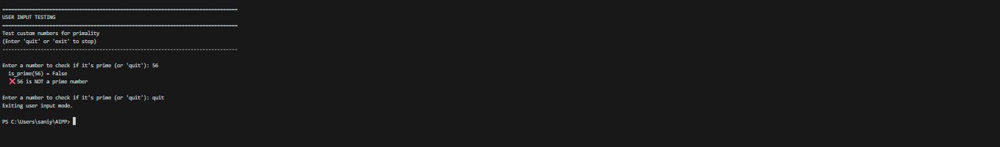 ================================================================================
USER INPUT TESTING
================================================================================
Test custom numbers for primality
(Enter 'quit' or 'exit' to stop)
--------------------------------------------------------------------------------
Enter a number to check if it's prime (or 'quit'): 56
is_prime(56) = False
❌ 56 is NOT a prime number
Enter a number to check if it's prime (or 'quit'): quit
Exiting user input mode.
PS C:\Users\saniy\AIPP>